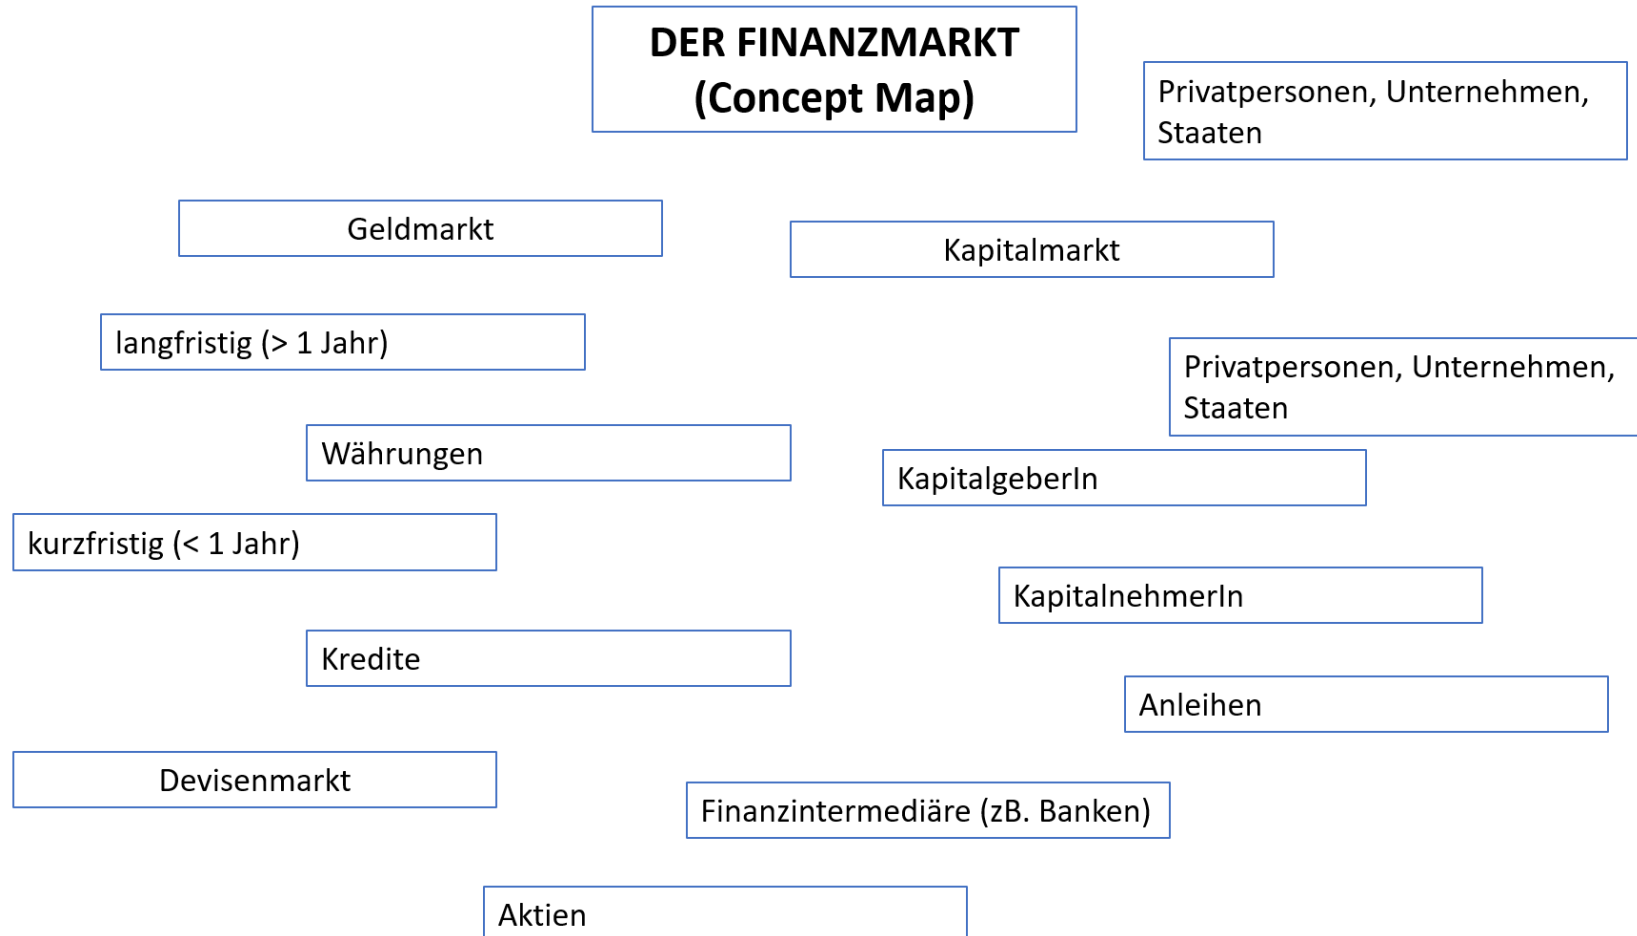 DER FINANZMARKT
(Concept Map)
Privatpersonen, Unternehmen,
Staaten
Geldmarkt
Kapitalmarkt
langfristig (> 1 Jahr)
Privatpersonen, Unternehmen,
Staaten
Währungen
KapitalgeberIn
kurzfristig (< 1 Jahr)
KapitalnehmerIn
Kredite
Anleihen
Devisenmarkt
Finanzintermediäre (zB. Banken)
Aktien